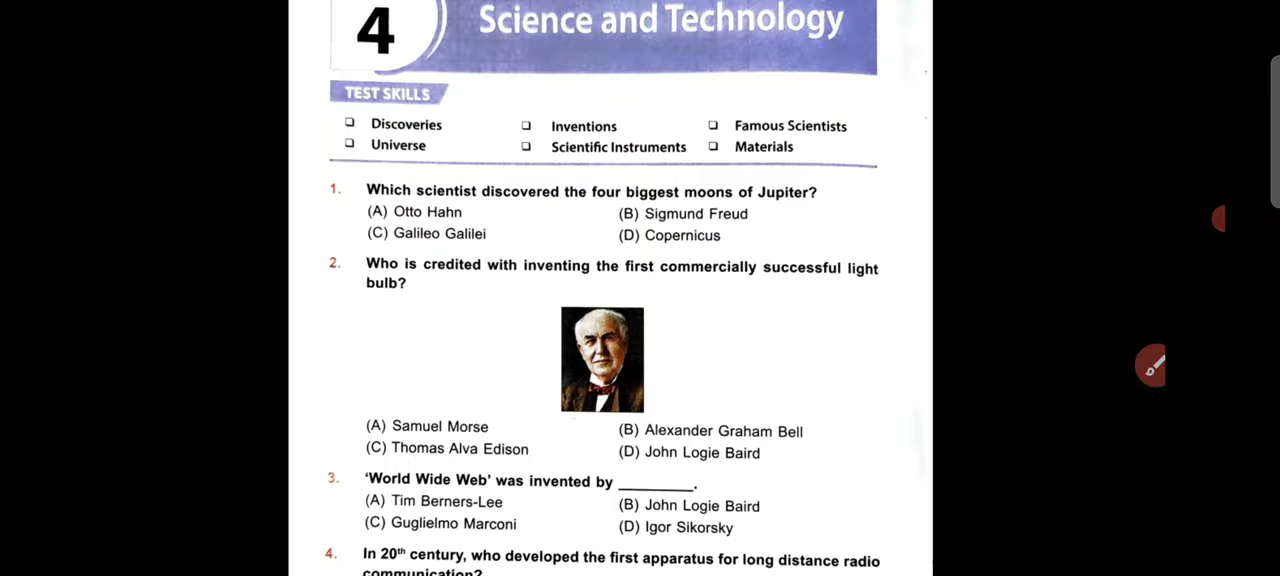 4
Science and Technology
TEST SKILLS
❑ Discoveries ❑ Inventions ❑ Famous Scientists
❑ Universe ❑ Scientific Instruments ❑ Materials
1. Which scientist discovered the four biggest moons of Jupiter?
(A) Otto Hahn (B) Sigmund Freud
(C) Galileo Galilei (D) Copernicus
2. Who is credited with inventing the first commercially successful light
bulb?
(A) Samuel Morse (B) Alexander Graham Bell
(C) Thomas Alva Edison (D) John Logie Baird
3. ‘World Wide Web’ was invented by ________.
(A) Tim Berners-Lee (B) John Logie Baird
(C) Guglielmo Marconi (D) Igor Sikorsky
4. In 20th century, who developed the first apparatus for long distance radio
communication?